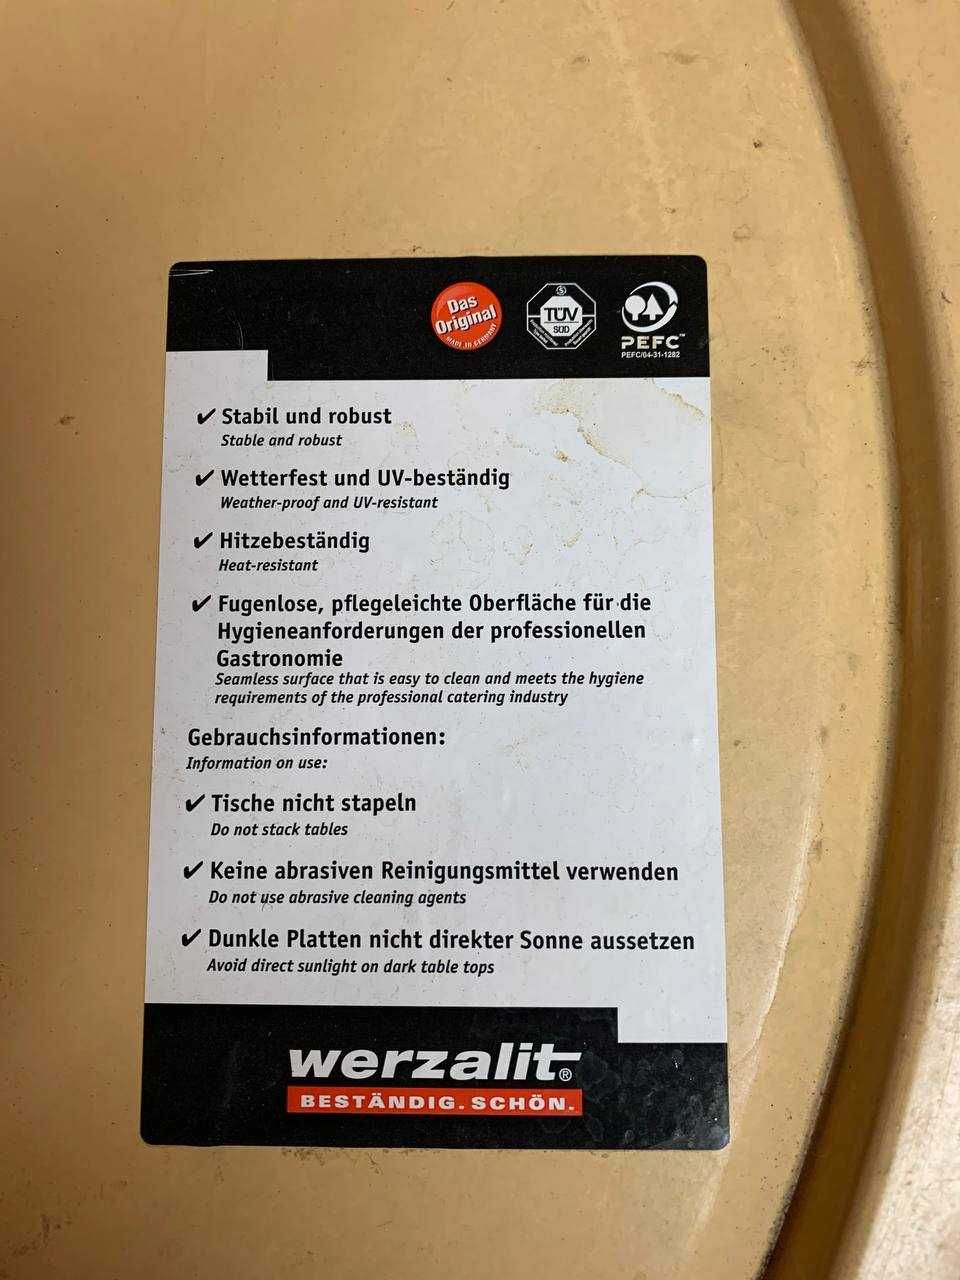 Das
Original
MADE IN GERMANY
TÜV
SÜD
PEFC™
PEFC/04-31-1282
✔ Stabil und robust
Stable and robust
✔ Wetterfest und UV-beständig
Weather-proof and UV-resistant
✔ Hitzebeständig
Heat-resistant
✔ Fugenlose, pflegeleichte Oberfläche für die
Hygieneanforderungen der professionellen
Gastronomie
Seamless surface that is easy to clean and meets the hygiene
requirements of the professional catering industry
Gebrauchsinformationen:
Information on use:
✔ Tische nicht stapeln
Do not stack tables
✔ Keine abrasiven Reinigungsmittel verwenden
Do not use abrasive cleaning agents
✔ Dunkle Platten nicht direkter Sonne aussetzen
Avoid direct sunlight on dark table tops
werzalit®
BESTÄNDIG. SCHÖN.